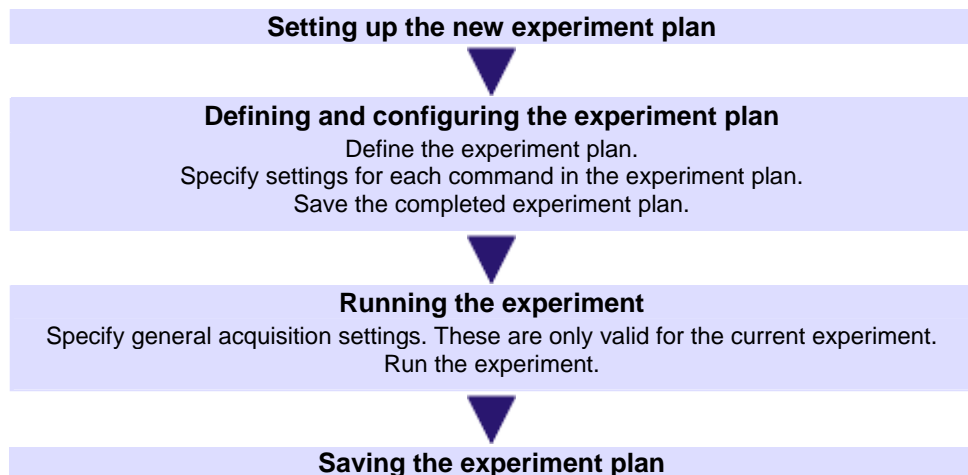 Setting up the new experiment plan
Defining and configuring the experiment plan
Define the experiment plan.
Specify settings for each command in the experiment plan.
Save the completed experiment plan.
Running the experiment
Specify general acquisition settings. These are only valid for the current experiment.
Run the experiment.
Saving the experiment plan